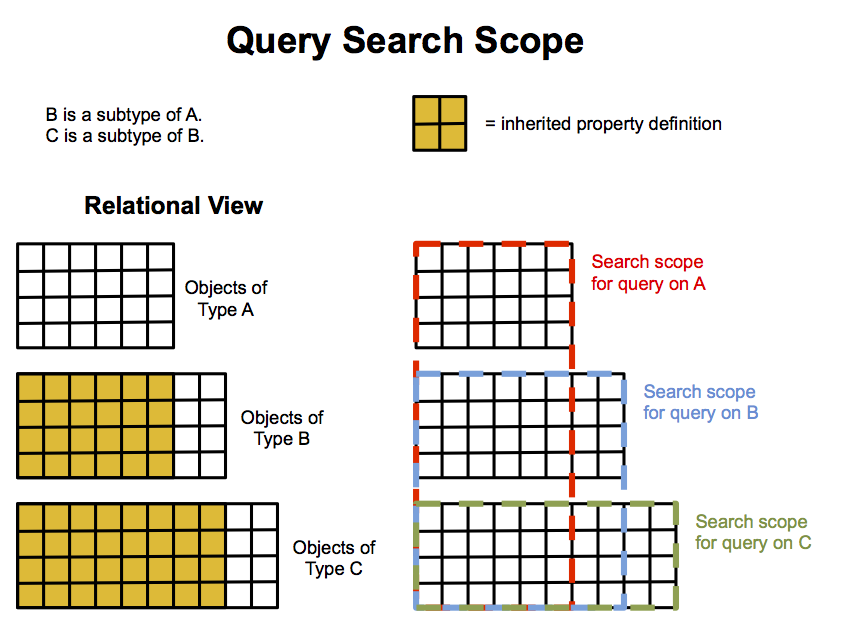 Query Search Scope
B is a subtype of A.
C is a subtype of B.
= inherited property definition
Relational View
Objects of
Type A
Search scope
for query on A
Objects of
Type B
Search scope
for query on B
Objects of
Type C
Search scope
for query on C